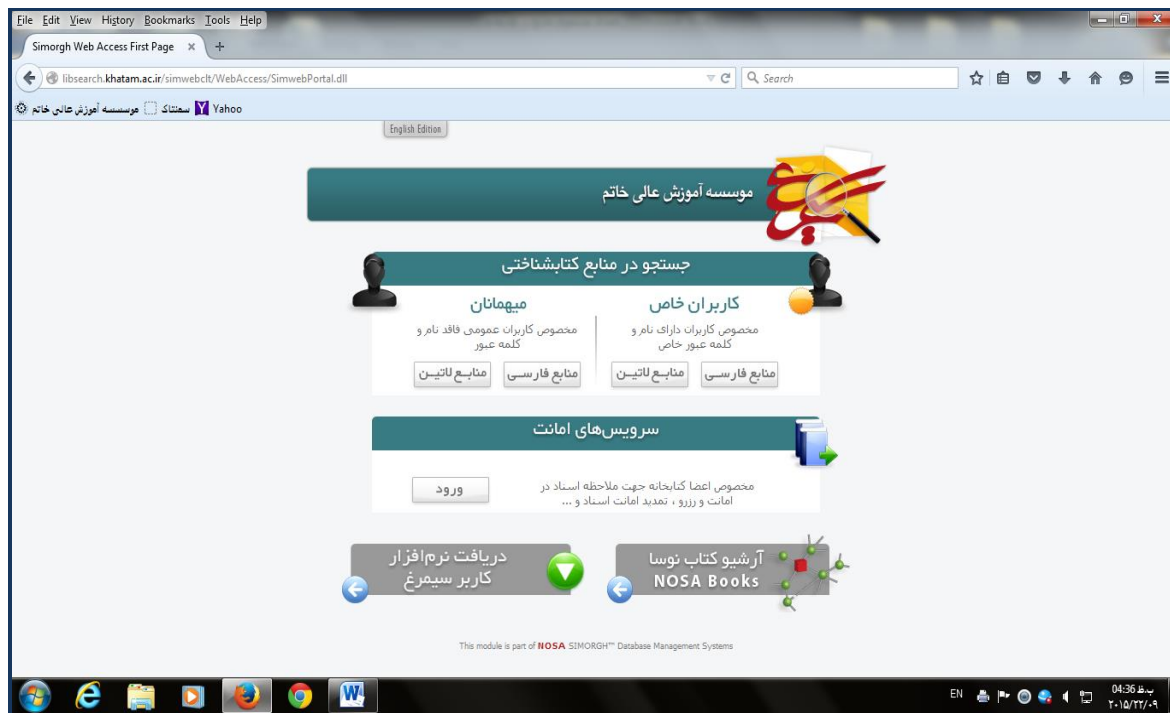 File Edit View History Bookmarks Tools Help
Simorgh Web Access First Page
libsearch.khatam.ac.ir/simwebclt/WebAccess/SimwebPortal.dll
Search
موسسه آموزش عالی خاتم سمنتاک Yahoo
English Edition
موسسه آموزش عالی خاتم
جستجو در منابع کتابشناختی
کاربران خاص
مخصوص کاربران دارای نام و
کلمه عبور خاص
منابع فارسی منابع لاتین
میهمانان
مخصوص کاربران عمومی فاقد نام و
کلمه عبور
منابع فارسی منابع لاتین
سرویس‌های امانت
مخصوص اعضا کتابخانه جهت ملاحظه اسناد در
امانت و رزرو ، تمدید امانت اسناد و ...
ورود
آرشیو کتاب نوسا
NOSA Books
دریافت نرم‌افزار
کاربر سیمرغ
This module is part of NOSA SIMORGH™ Database Management Systems
EN
04:36 ب.ظ
۲۰۱۵/۲۲/۰۹